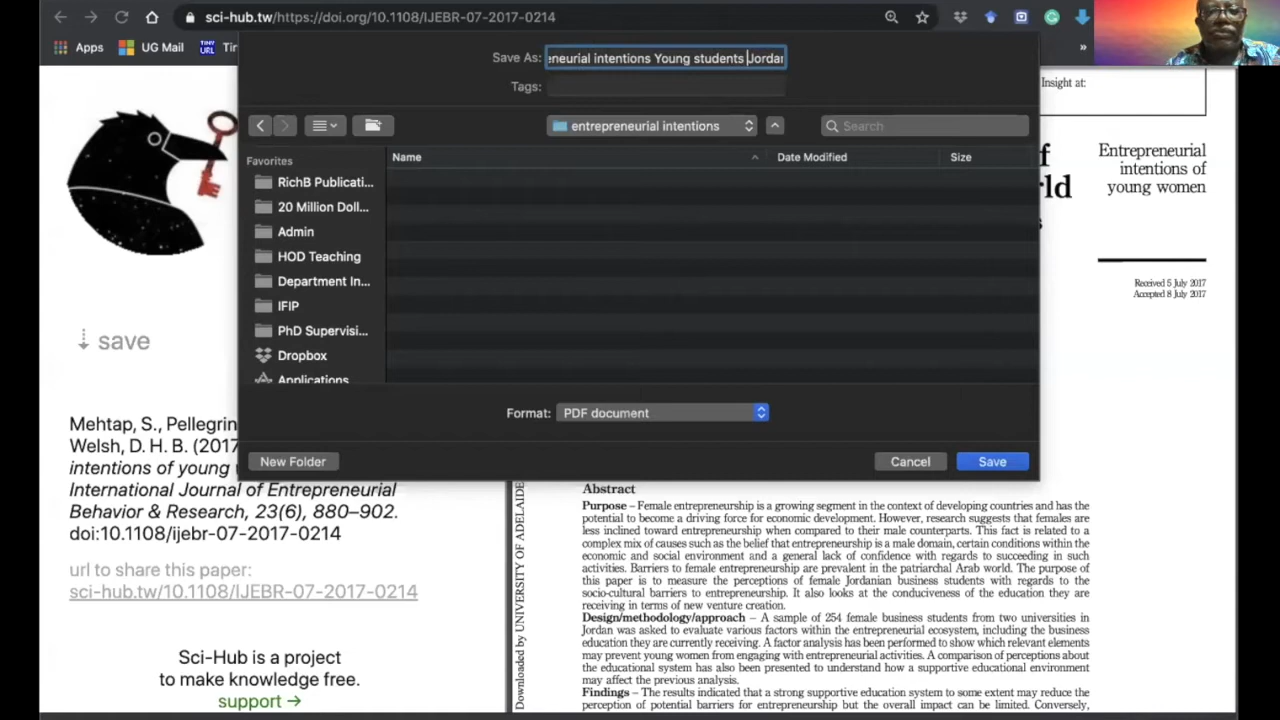 sci-hub.tw/https://doi.org/10.1108/IJEBR-07-2017-0214
Apps
UG Mail
TINY
URL
»
Save As:
neurial intentions Young students Jordan
Tags:
entrepreneurial intentions
Search
Favorites
Name
Date Modified
Size
RichB Publicati...
20 Million Doll...
Admin
HOD Teaching
Department In...
IFIP
PhD Supervisi...
Dropbox
Applications
Format:
PDF document
New Folder
Cancel
Save
Insight at:
Entrepreneurial
intentions of
young women
Received 5 July 2017
Accepted 8 July 2017
save
Mehtap, S., Pellegrin
Welsh, D. H. B. (2017
intentions of young
International Journal of Entrepreneurial
Behavior & Research, 23(6), 880–902.
doi:10.1108/ijebr-07-2017-0214
url to share this paper:
sci-hub.tw/10.1108/IJEBR-07-2017-0214
Sci-Hub is a project
to make knowledge free.
support →
Downloaded by UNIVERSITY OF ADELAIDE
Abstract
Purpose – Female entrepreneurship is a growing segment in the context of developing countries and has the
potential to become a driving force for economic development. However, research suggests that females are
less inclined toward entrepreneurship when compared to their male counterparts. This fact is related to a
complex mix of causes such as the belief that entrepreneurship is a male domain, certain conditions within the
economic and social environment and a general lack of confidence with regards to succeeding in such
activities. Barriers to female entrepreneurship are prevalent in the patriarchal Arab world. The purpose of
this paper is to measure the perceptions of female Jordanian business students with regards to the
socio-cultural barriers to entrepreneurship. It also looks at the conduciveness of the education they are
receiving in terms of new venture creation.
Design/methodology/approach – A sample of 254 female business students from two universities in
Jordan was asked to evaluate various factors within the entrepreneurial ecosystem, including the business
education they are currently receiving. A factor analysis has been performed to show which relevant elements
may prevent young women from engaging with entrepreneurial activities. A comparison of perceptions about
the educational system has also been presented to understand how a supportive educational environment
may affect the previous analysis.
Findings – The results indicated that a strong supportive education system to some extent may reduce the
perception of potential barriers for entrepreneurship but the overall impact can be limited. Conversely,